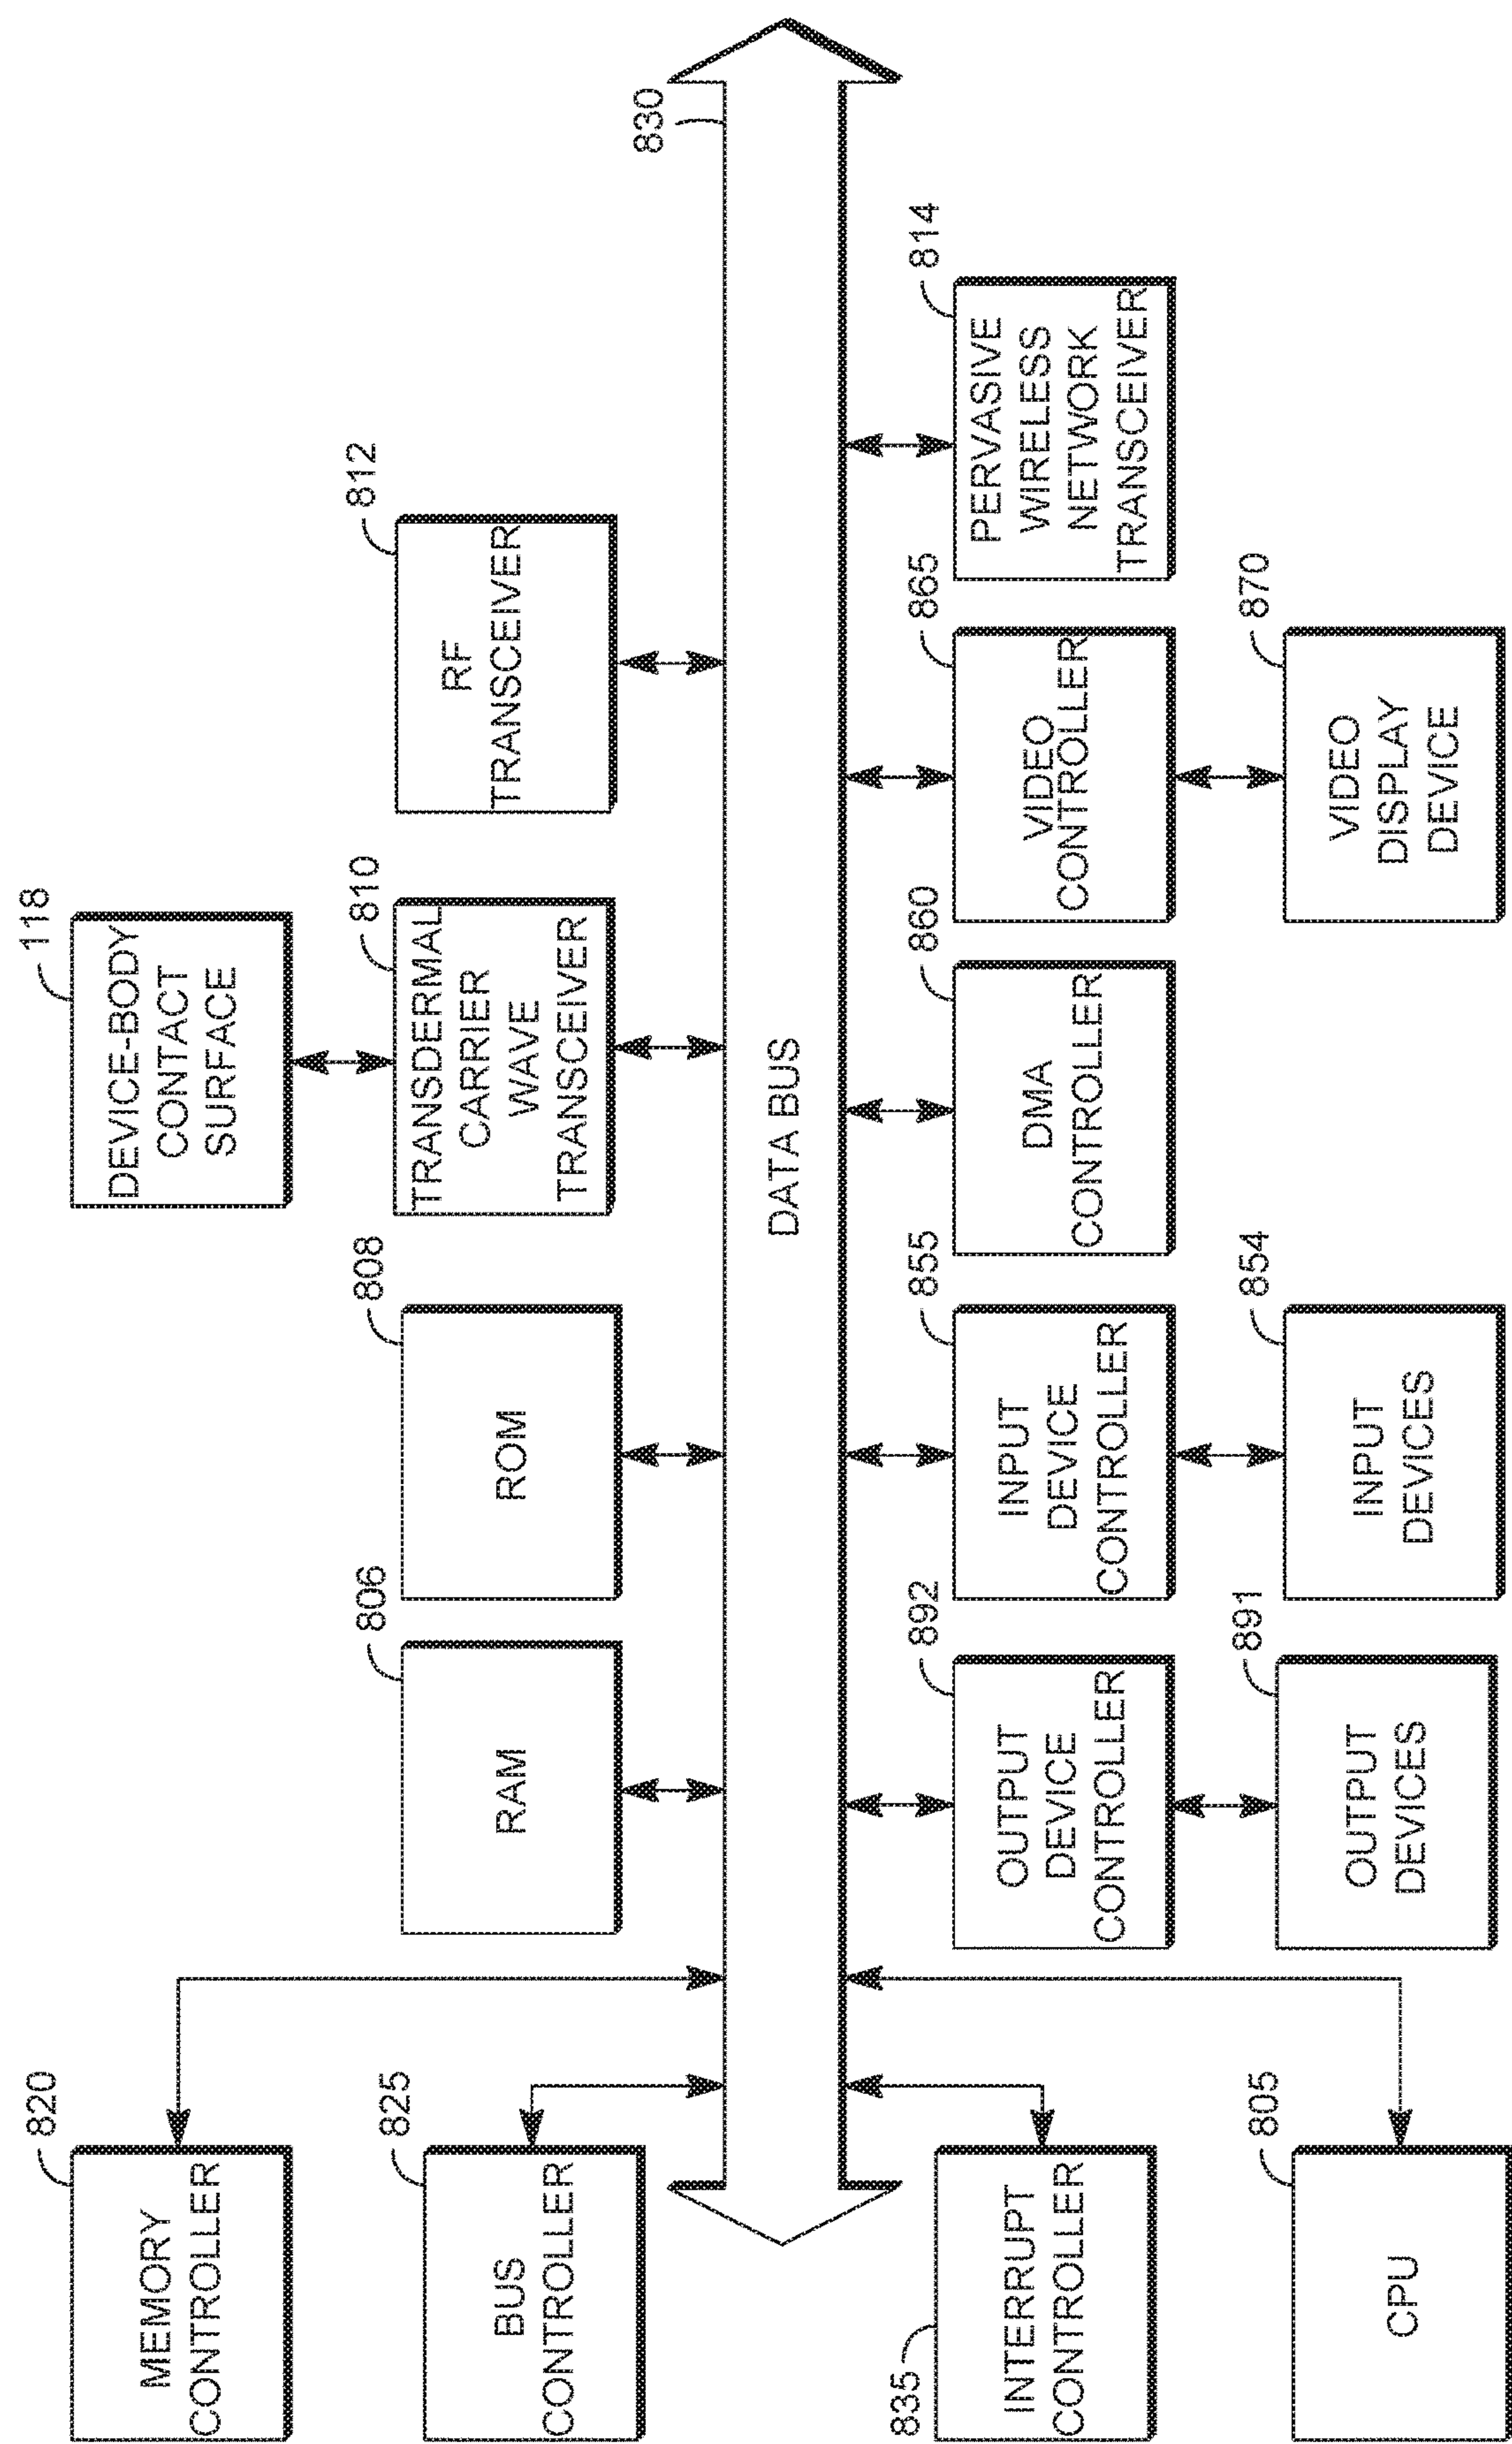 820
MEMORY
CONTROLLER
825
BUS
CONTROLLER
835
INTERRUPT
CONTROLLER
805
CPU
806
RAM
808
ROM
118
DEVICE-BODY
CONTACT
SURFACE
810
TRANSDERMAL
CARRIER
WAVE
TRANSCEIVER
812
RF
TRANSCEIVER
830
DATA BUS
892
OUTPUT
DEVICE
CONTROLLER
891
OUTPUT
DEVICES
855
INPUT
DEVICE
CONTROLLER
854
INPUT
DEVICES
860
DMA
CONTROLLER
865
VIDEO
CONTROLLER
870
VIDEO
DISPLAY
DEVICE
814
PERVASIVE
WIRELESS
NETWORK
TRANSCEIVER